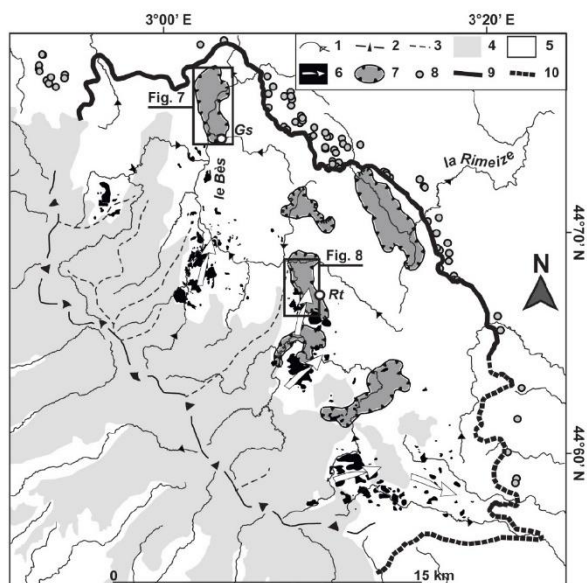 3°00' E
3°20' E
1 2 3 4 5
6 7 8 9 10
Fig. 7
Gs
le Bès
la Rimeize
44°70' N
Fig. 8
N
Rt
44°60' N
0 15 km